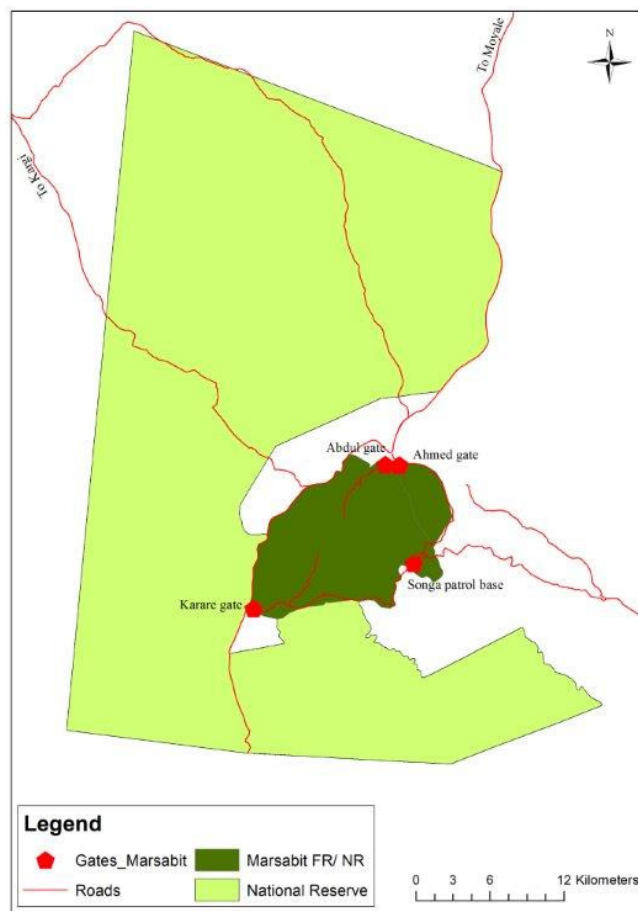 N
To Moyale
To Kargi
Abdul gate
Ahmed gate
Songa patrol base
Karare gate
Legend
Gates_Marsabit
Marsabit FR/ NR
Roads
National Reserve
0 3 6 12 Kilometers